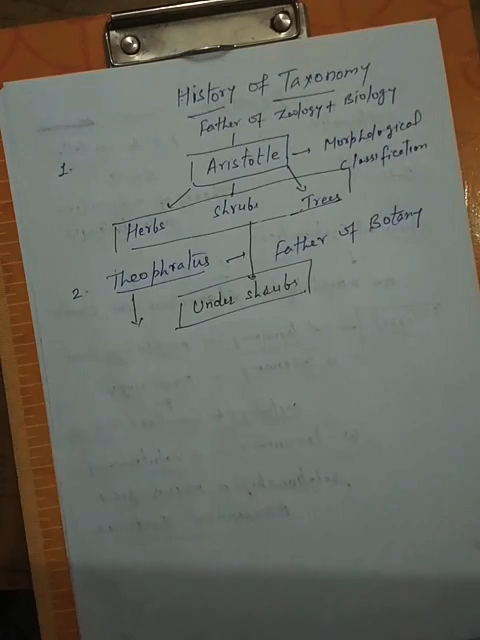 History of Taxonomy
Father of Zoology + Biology
1. Aristotle → Morphological classification
Herbs shrubs Trees
2. Theophratus → Father of Botany
Under shrubs